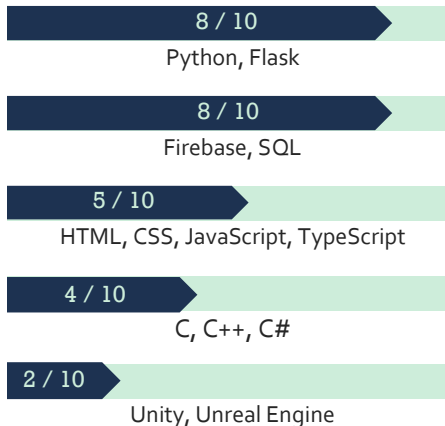 8 / 10
Python, Flask
8 / 10
Firebase, SQL
5 / 10
HTML, CSS, JavaScript, TypeScript
4 / 10
C, C++, C#
2 / 10
Unity, Unreal Engine